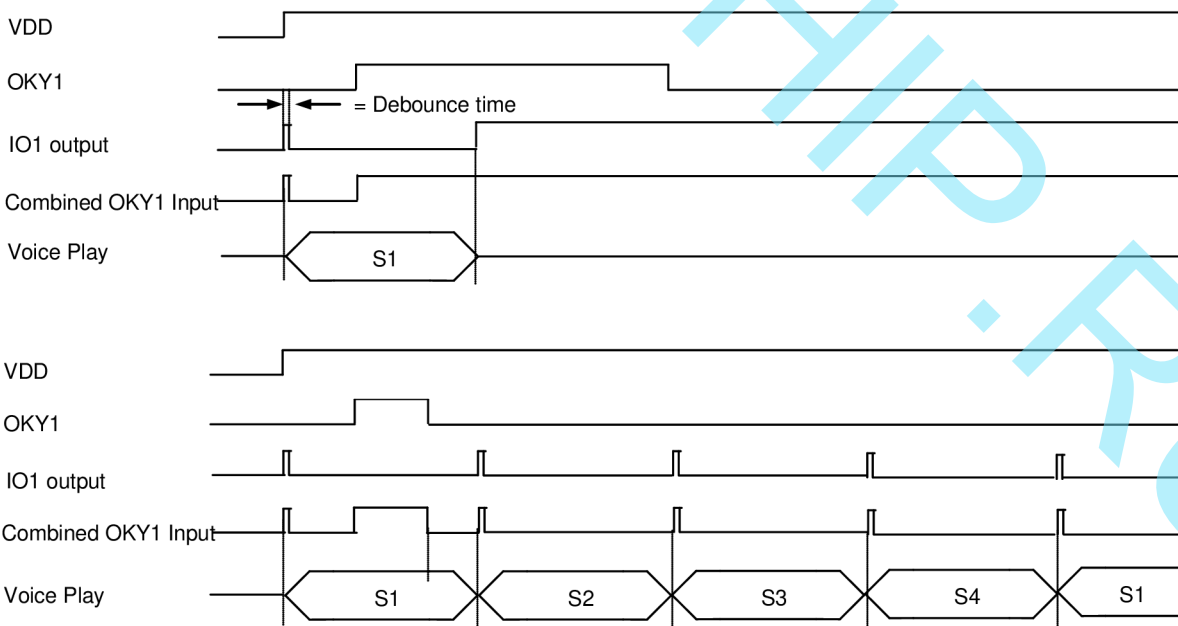 VDD
OKY1
= Debounce time
IO1 output
Combined OKY1 Input
Voice Play
S1
VDD
OKY1
IO1 output
Combined OKY1 Input
Voice Play
S1 S2 S3 S4 S1
HIP.R